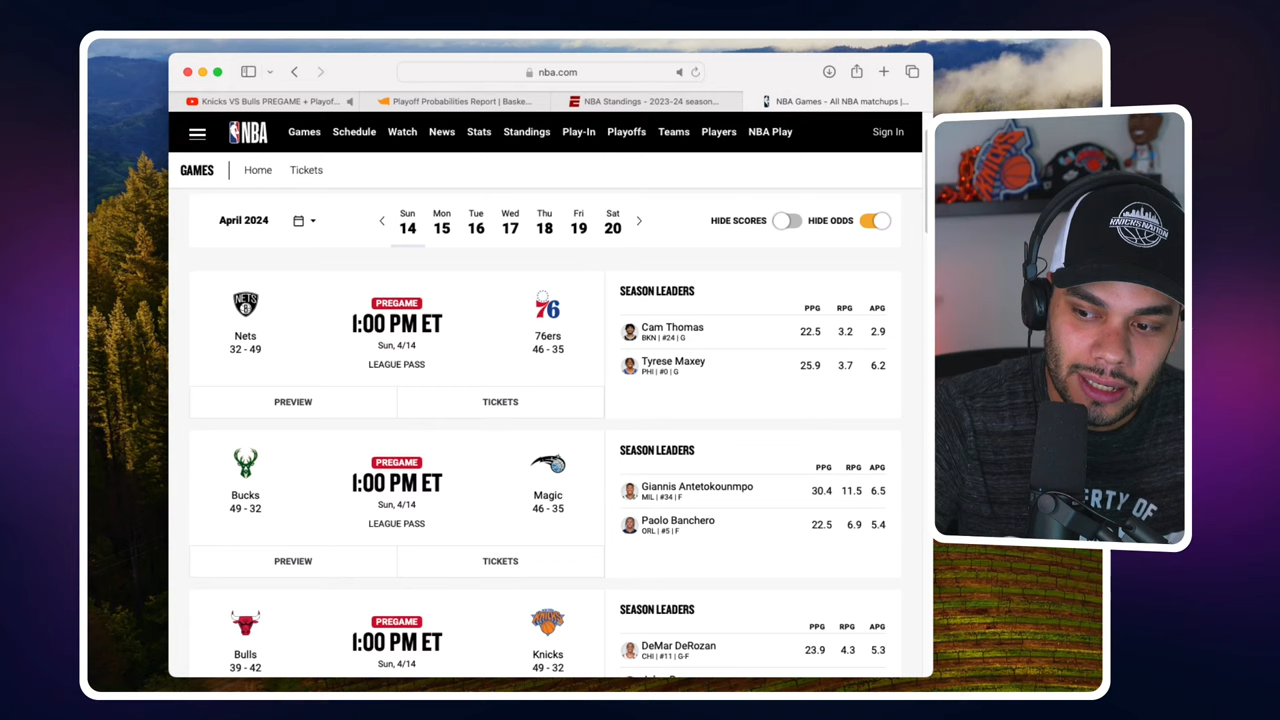 nba.com
Knicks VS Bulls PREGAME + Playof...
Playoff Probabilities Report | Baske...
NBA Standings - 2023-24 season...
NBA Games - All NBA matchups |...
NBA
Games
Schedule
Watch
News
Stats
Standings
Play-In
Playoffs
Teams
Players
NBA Play
Sign In
GAMES
Home
Tickets
April 2024
Sun Mon Tue Wed Thu Fri Sat
14 15 16 17 18 19 20
HIDE SCORES
HIDE ODDS
NETS
Nets
32 - 49
PREGAME
1:00 PM ET
Sun, 4/14
LEAGUE PASS
76
76ers
46 - 35
PREVIEW
TICKETS
SEASON LEADERS
PPG RPG APG
Cam Thomas 22.5 3.2 2.9
BKN | #24 | G
Tyrese Maxey 25.9 3.7 6.2
PHI | #0 | G
Bucks
49 - 32
PREGAME
1:00 PM ET
Sun, 4/14
LEAGUE PASS
Magic
46 - 35
PREVIEW
TICKETS
SEASON LEADERS
PPG RPG APG
Giannis Antetokounmpo 30.4 11.5 6.5
MIL | #34 | F
Paolo Banchero 22.5 6.9 5.4
ORL | #5 | F
Bulls
39 - 42
PREGAME
1:00 PM ET
Sun, 4/14
Knicks
49 - 32
SEASON LEADERS
PPG RPG APG
DeMar DeRozan 23.9 4.3 5.3
CHI | #11 | G-F
KNICKS
KNICKS NATION
ERTY OF